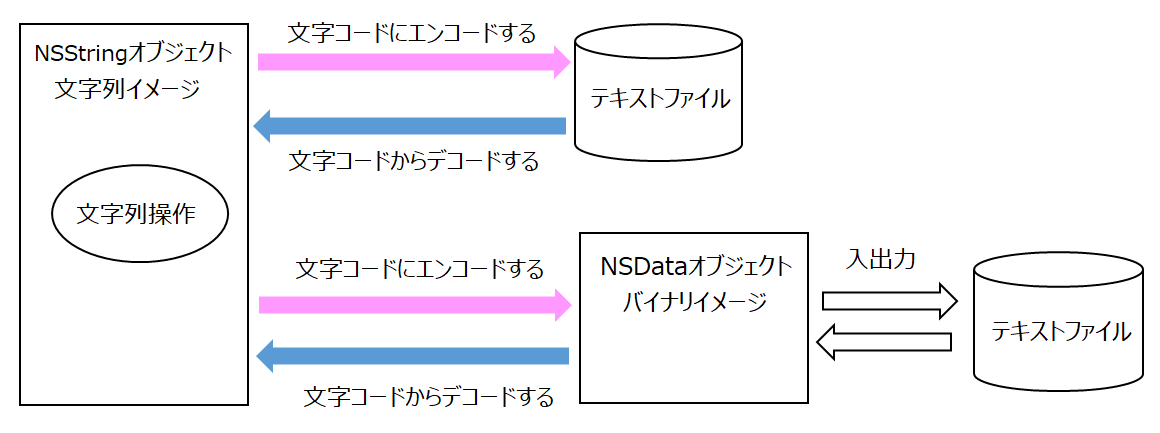 NSStringオブジェクト
文字列イメージ
文字列操作
文字コードにエンコードする
テキストファイル
文字コードからデコードする
文字コードにエンコードする
NSDataオブジェクト
バイナリイメージ
文字コードからデコードする
入出力
テキストファイル